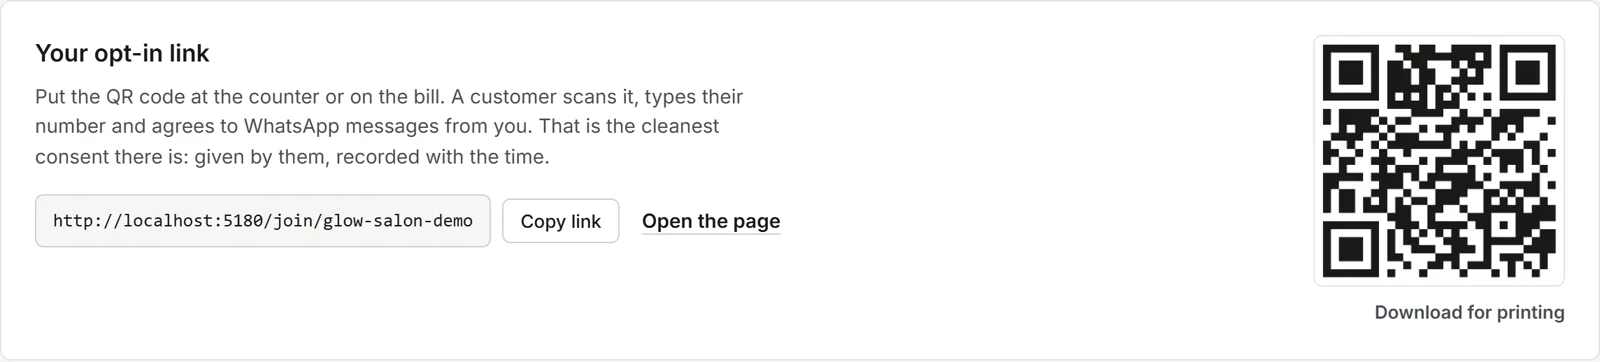 Your opt-in link
Put the QR code at the counter or on the bill. A customer scans it, types their
number and agrees to WhatsApp messages from you. That is the cleanest
consent there is: given by them, recorded with the time.
http://localhost:5180/join/glow-salon-demo
Copy link
Open the page
Download for printing